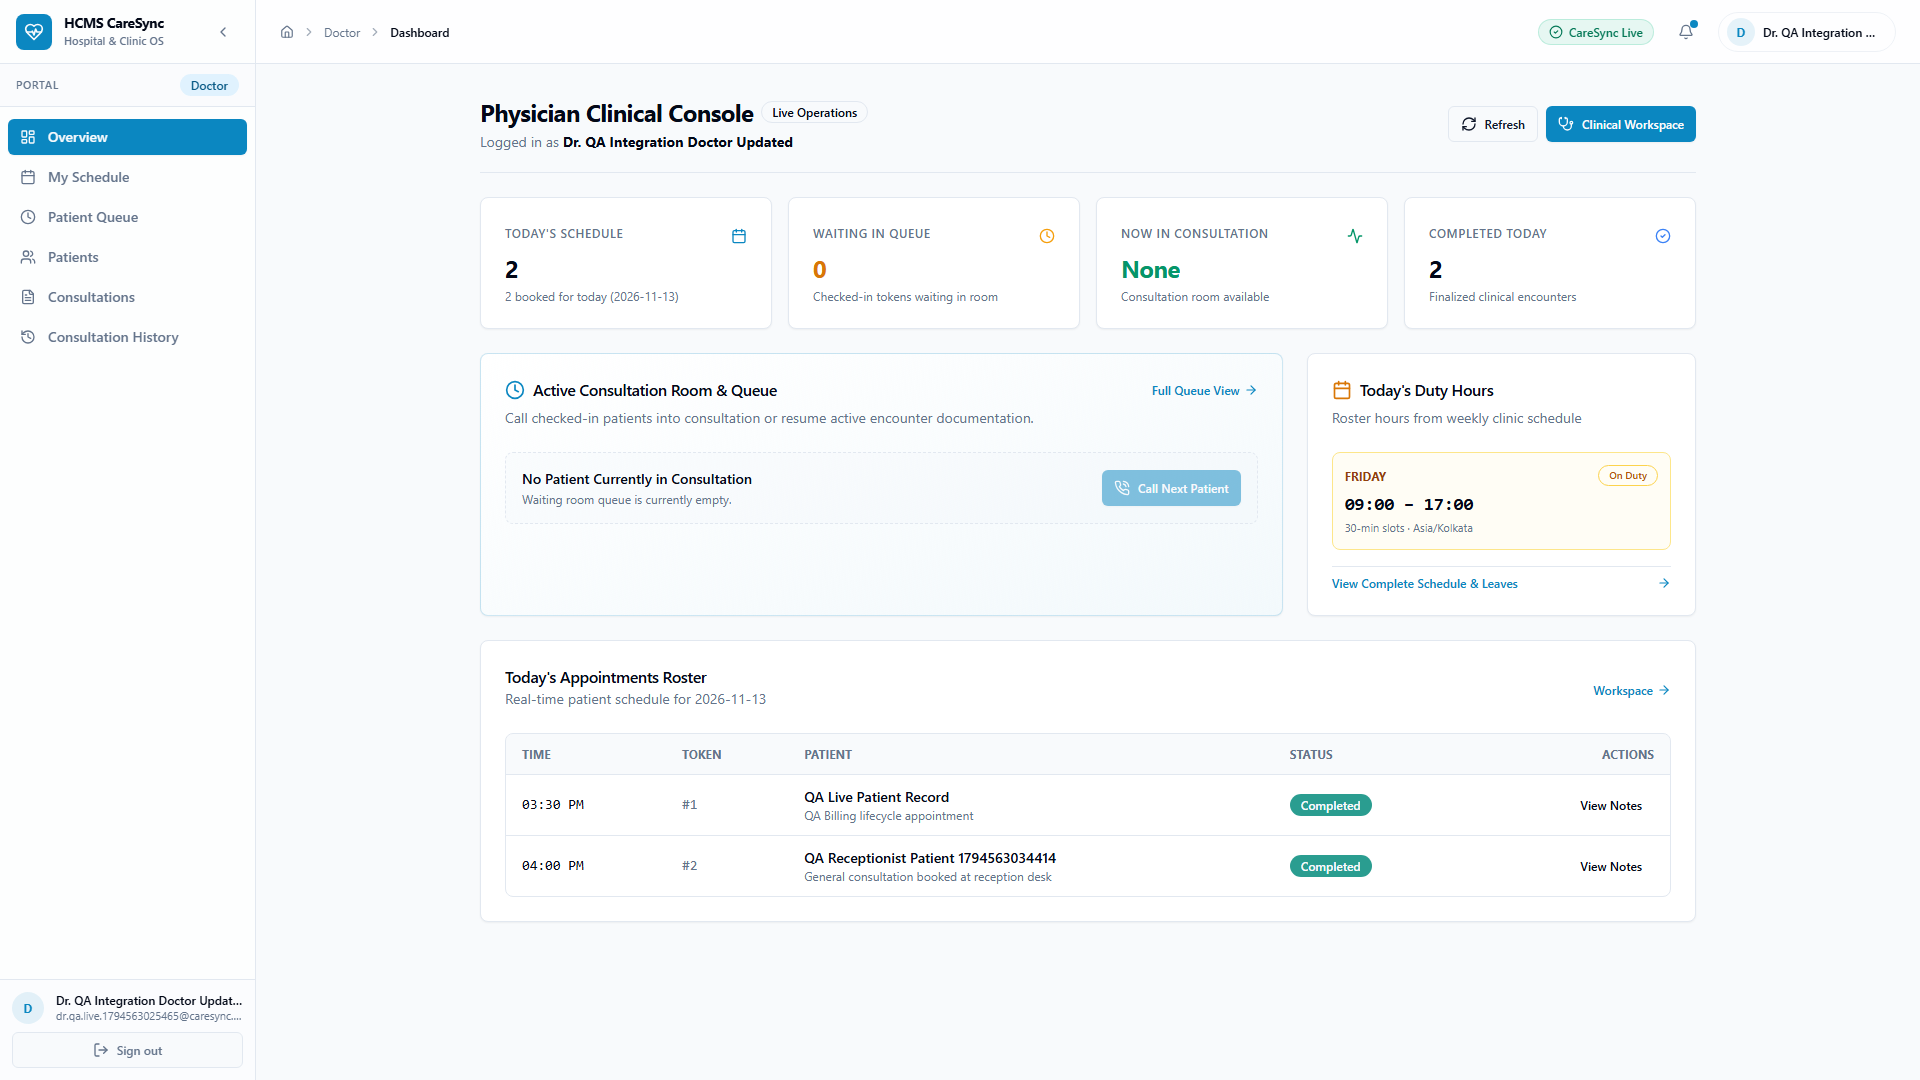 HCMS CareSync
Hospital & Clinic OS
Doctor
Dashboard
CareSync Live
D
Dr. QA Integration ...
PORTAL
Doctor
Overview
My Schedule
Patient Queue
Patients
Consultations
Consultation History
Physician Clinical Console
Live Operations
Logged in as Dr. QA Integration Doctor Updated
Refresh
Clinical Workspace
TODAY'S SCHEDULE
2
2 booked for today (2026-11-13)
WAITING IN QUEUE
0
Checked-in tokens waiting in room
NOW IN CONSULTATION
None
Consultation room available
COMPLETED TODAY
2
Finalized clinical encounters
Active Consultation Room & Queue
Full Queue View
Call checked-in patients into consultation or resume active encounter documentation.
No Patient Currently in Consultation
Waiting room queue is currently empty.
Call Next Patient
Today's Duty Hours
Roster hours from weekly clinic schedule
FRIDAY
On Duty
09:00 – 17:00
30-min slots · Asia/Kolkata
View Complete Schedule & Leaves
Today's Appointments Roster
Real-time patient schedule for 2026-11-13
Workspace
TIME TOKEN PATIENT STATUS ACTIONS
03:30 PM #1 QA Live Patient Record Completed View Notes
QA Billing lifecycle appointment
04:00 PM #2 QA Receptionist Patient 1794563034414 Completed View Notes
General consultation booked at reception desk
D
Dr. QA Integration Doctor Updat...
dr.qa.live.1794563025465@caresync....
Sign out